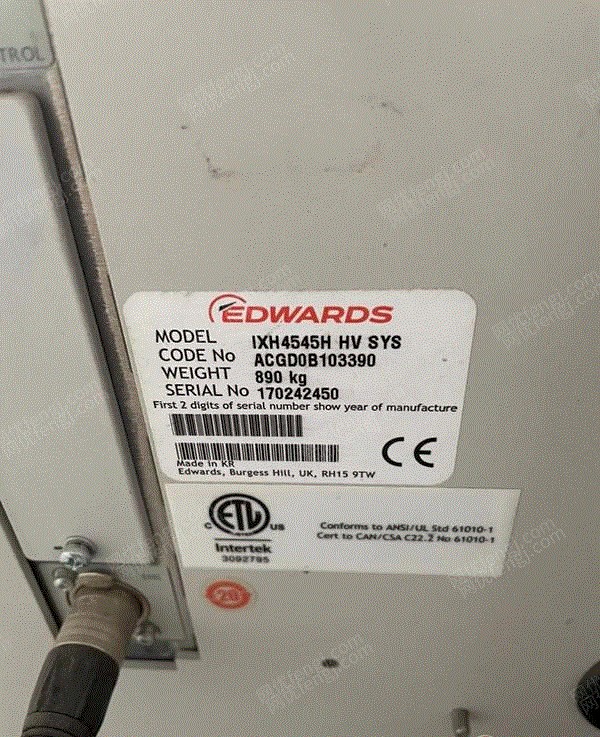 TROL
EDWARDS
MODEL IXH4545H HV SYS
CODE No ACGD0B103390
WEIGHT 890 kg
SERIAL No 170242450
First 2 digits of serial number show year of manufacture
Made in KR
Edwards, Burgess Hill, UK, RH15 9TW
CE
ETL
C US
Intertek
3092795
Conforms to ANSI/UL Std 61010-1
Cert to CAN/CSA C22.2 No 61010-1